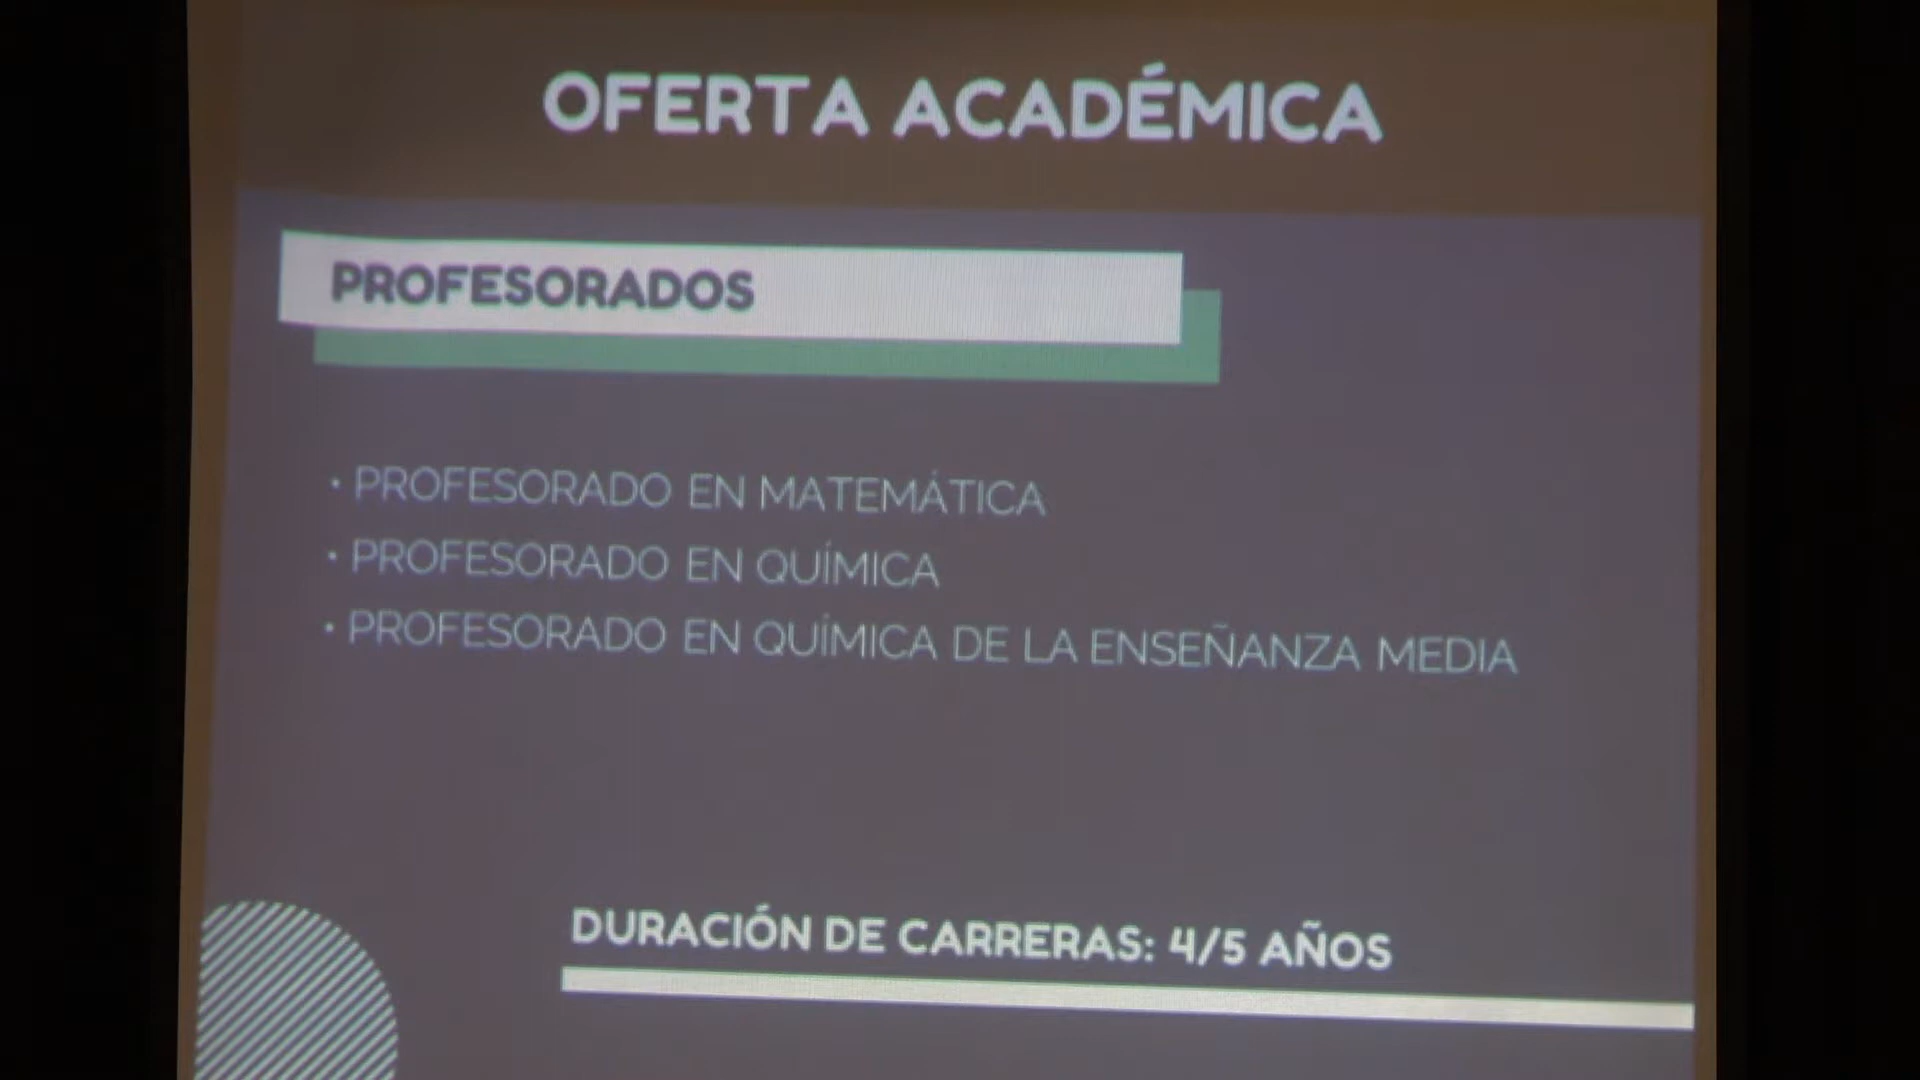 OFERTA ACADÉMICA
PROFESORADOS
• PROFESORADO EN MATEMÁTICA
• PROFESORADO EN QUÍMICA
• PROFESORADO EN QUÍMICA DE LA ENSEÑANZA MEDIA
DURACIÓN DE CARRERAS: 4/5 AÑOS